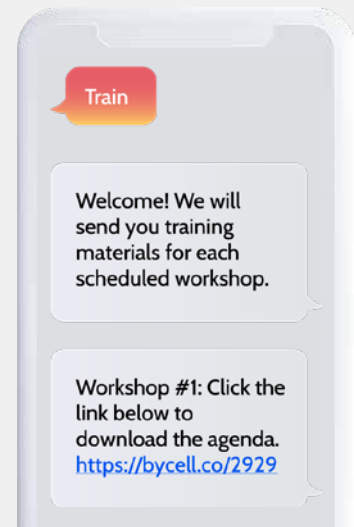 Train
Welcome! We will
send you training
materials for each
scheduled workshop.
Workshop #1: Click the
link below to
download the agenda.
https://bycell.co/2929